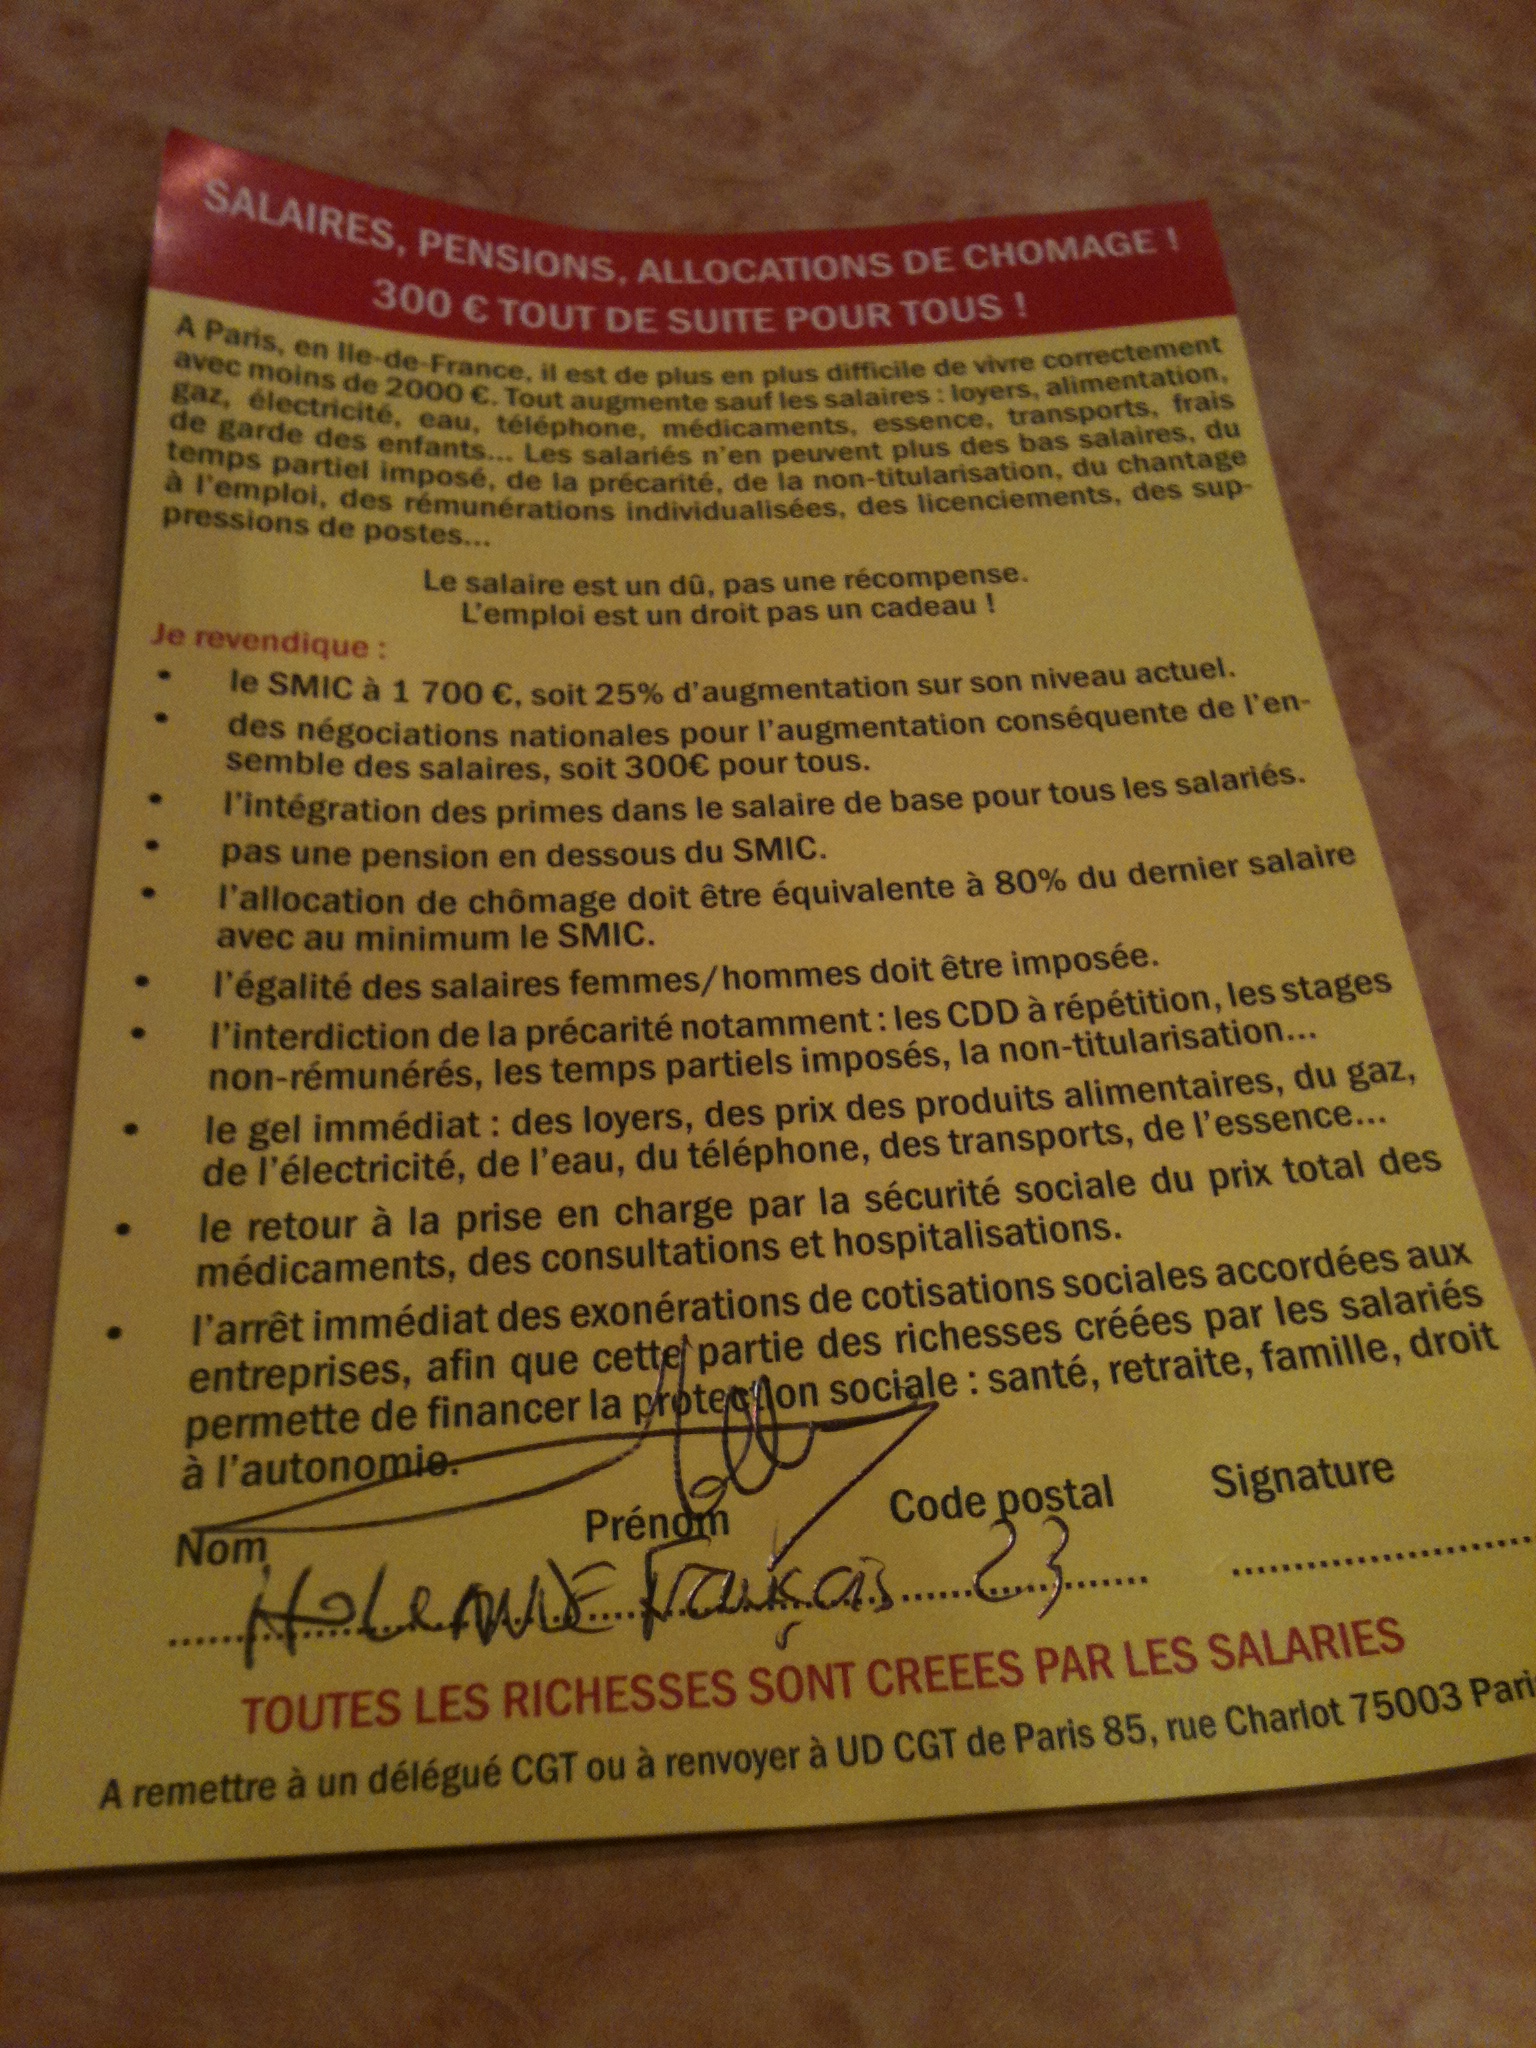 SALAIRES, PENSIONS, ALLOCATIONS DE CHOMAGE !
300 € TOUT DE SUITE POUR TOUS !
A Paris, en Ile-de-France, il est de plus en plus difficile de vivre correctement
avec moins de 2000 €. Tout augmente sauf les salaires : loyers, alimentation,
gaz, électricité, eau, téléphone, médicaments, essence, transports, frais
de garde des enfants... Les salariés n'en peuvent plus des bas salaires, du
temps partiel imposé, de la précarité, de la non-titularisation, du chantage
à l'emploi, des rémunérations individualisées, des licenciements, des sup-
pressions de postes...
Le salaire est un dû, pas une récompense.
L'emploi est un droit pas un cadeau !
Je revendique :
• le SMIC à 1 700 €, soit 25% d'augmentation sur son niveau actuel.
• des négociations nationales pour l'augmentation conséquente de l'en-
semble des salaires, soit 300€ pour tous.
• l'intégration des primes dans le salaire de base pour tous les salariés.
• pas une pension en dessous du SMIC.
• l'allocation de chômage doit être équivalente à 80% du dernier salaire
avec au minimum le SMIC.
• l'égalité des salaires femmes/hommes doit être imposée.
• l'interdiction de la précarité notamment : les CDD à répétition, les stages
non-rémunérés, les temps partiels imposés, la non-titularisation...
• le gel immédiat : des loyers, des prix des produits alimentaires, du gaz,
de l'électricité, de l'eau, du téléphone, des transports, de l'essence...
• le retour à la prise en charge par la sécurité sociale du prix total des
médicaments, des consultations et hospitalisations.
• l'arrêt immédiat des exonérations de cotisations sociales accordées aux
entreprises, afin que cette partie des richesses créées par les salariés
permette de financer la protection sociale : santé, retraite, famille, droit
à l'autonomie.
Nom Prénom Code postal Signature
HOLLANDE François 23
TOUTES LES RICHESSES SONT CREEES PAR LES SALARIES
A remettre à un délégué CGT ou à renvoyer à UD CGT de Paris 85, rue Charlot 75003 Pari